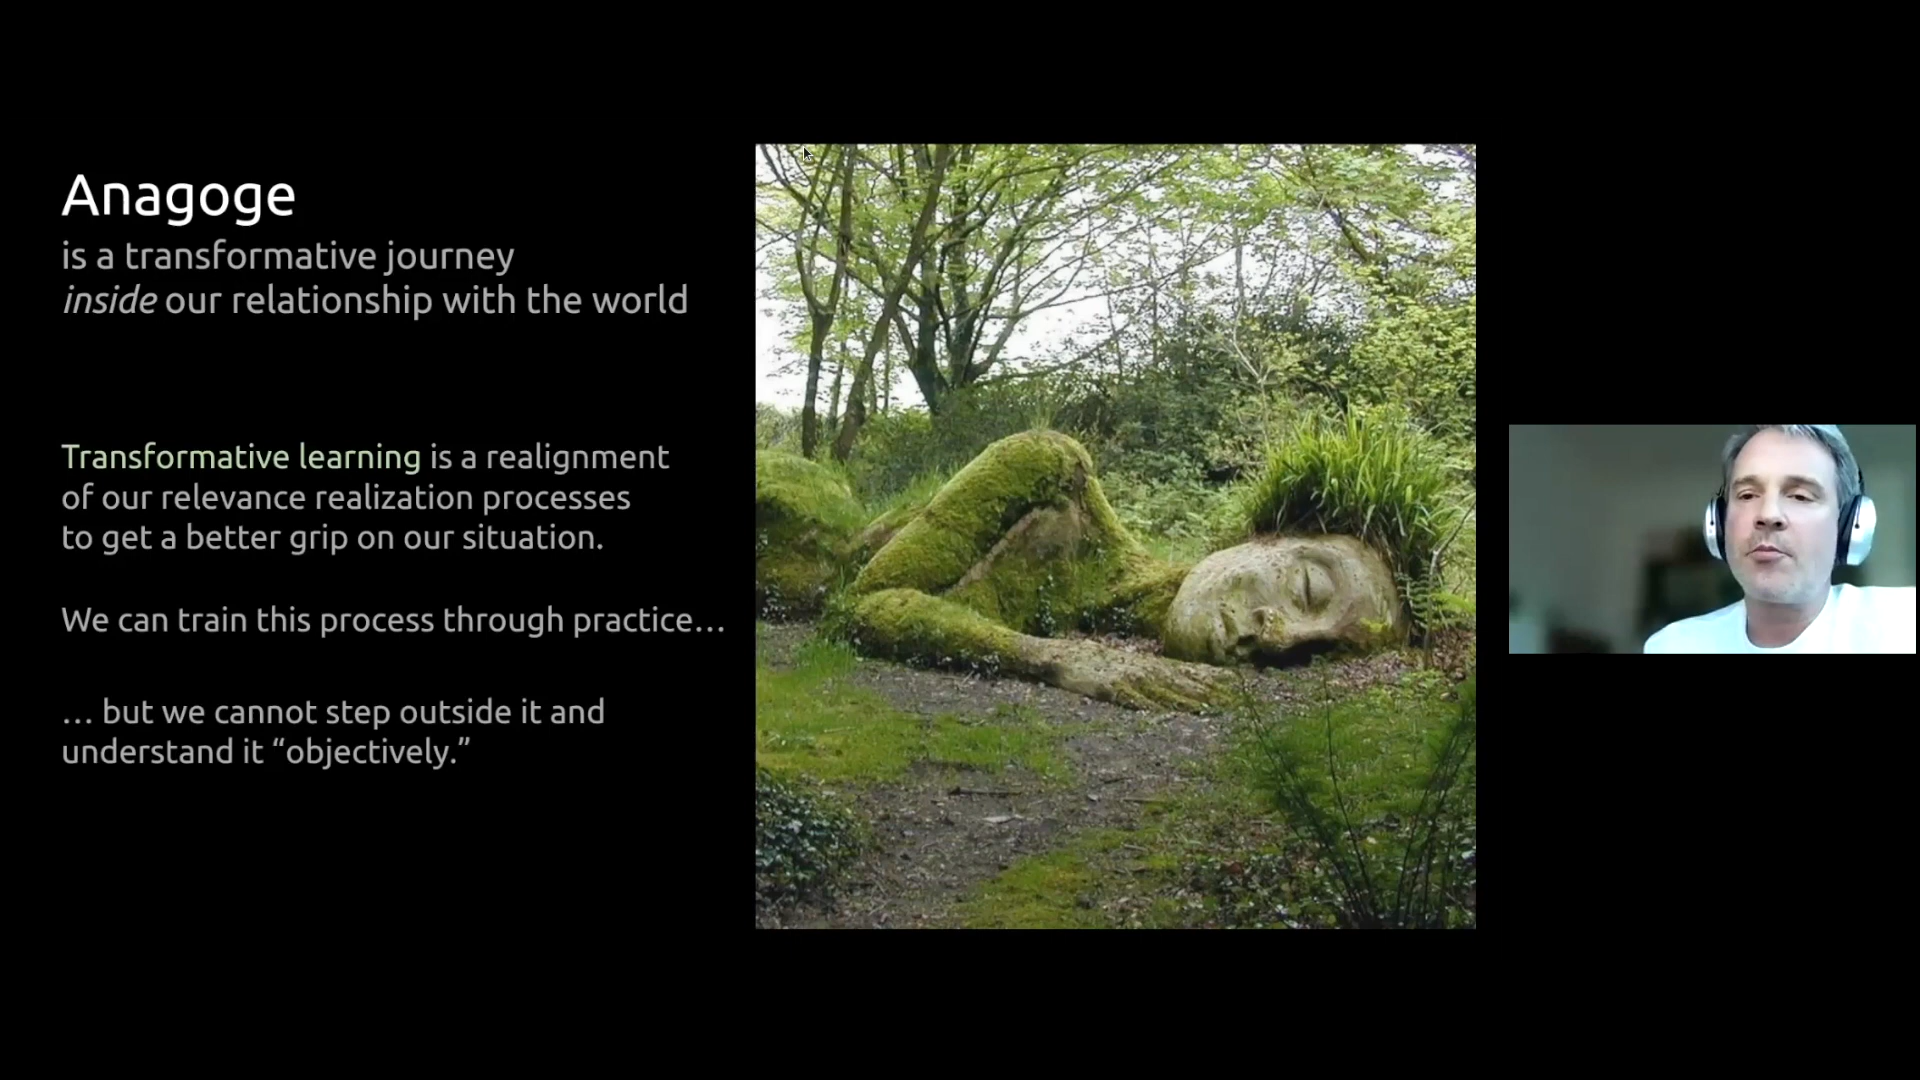 Anagoge
is a transformative journey
inside our relationship with the world
Transformative learning is a realignment
of our relevance realization processes
to get a better grip on our situation.
We can train this process through practice…
… but we cannot step outside it and
understand it “objectively.”